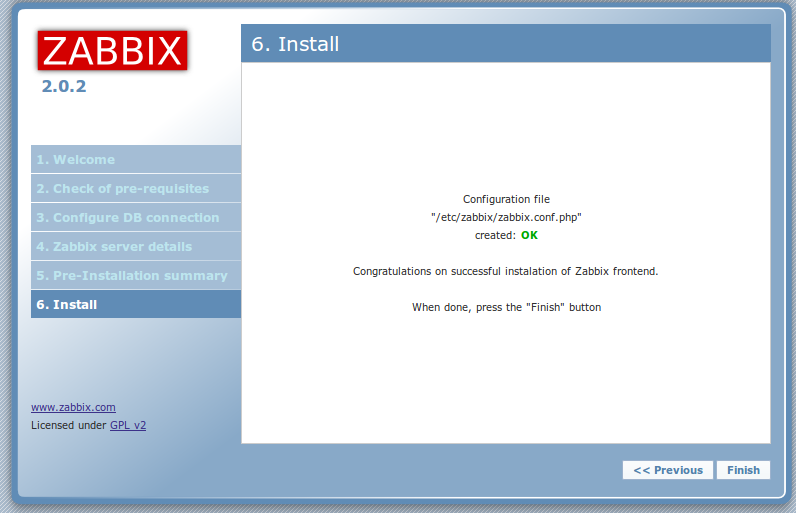 ZABBIX
2.0.2
1. Welcome
2. Check of pre-requisites
3. Configure DB connection
4. Zabbix server details
5. Pre-Installation summary
6. Install
www.zabbix.com
Licensed under GPL v2
6. Install
Configuration file
"/etc/zabbix/zabbix.conf.php"
created: OK
Congratulations on successful instalation of Zabbix frontend.
When done, press the "Finish" button
<< Previous
Finish